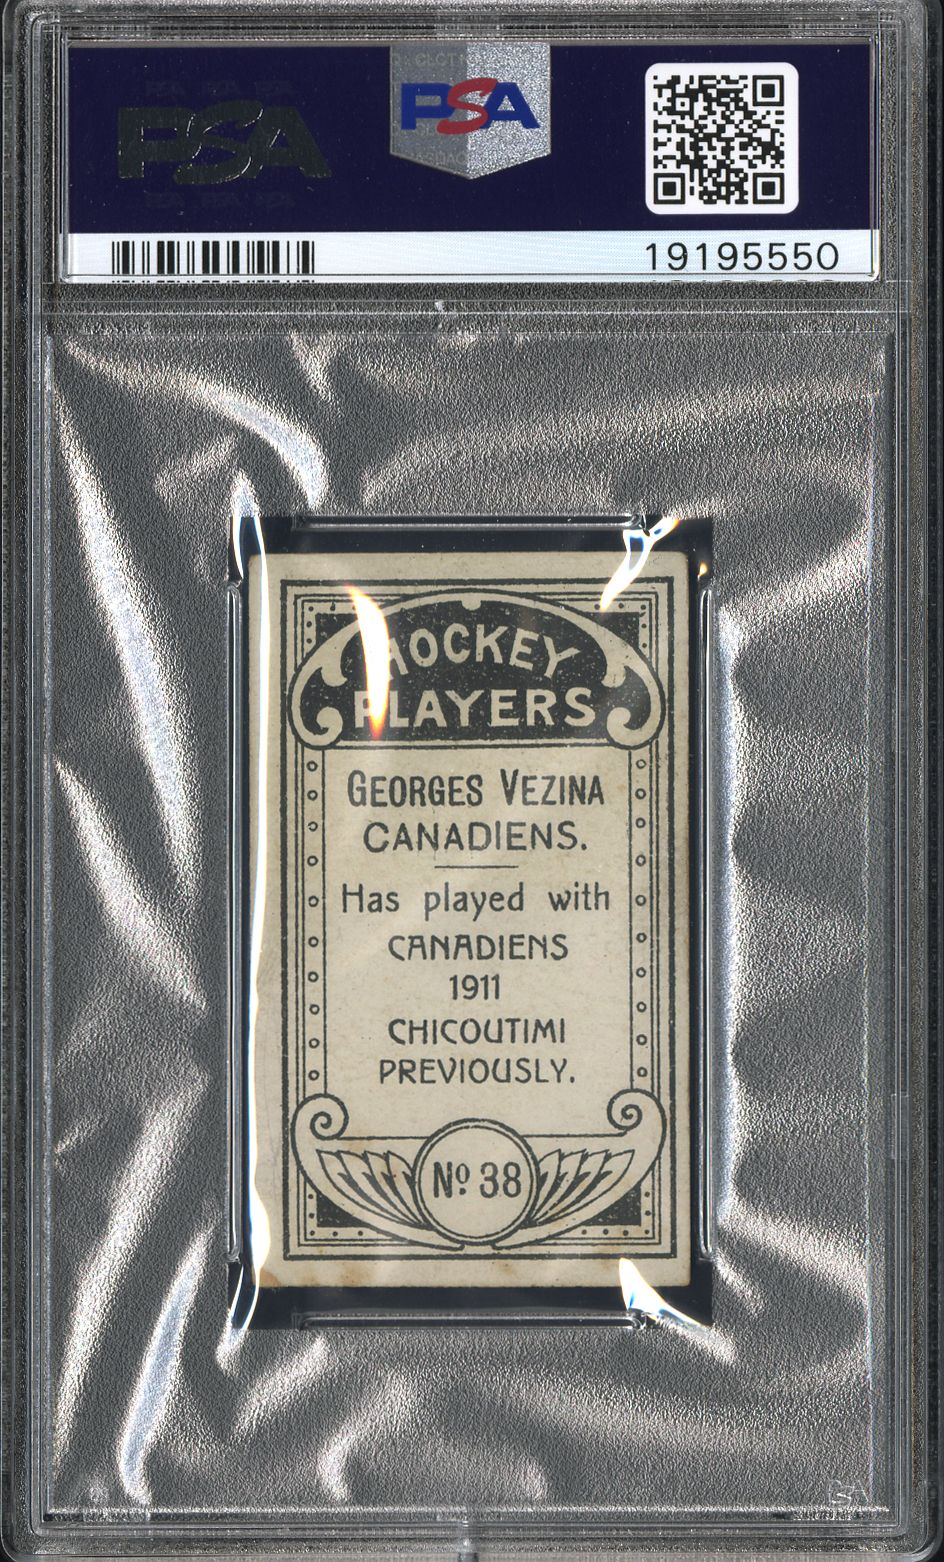 PSA
PSA
19195550
HOCKEY
PLAYERS
GEORGES VEZINA
CANADIENS.
Has played with
CANADIENS
1911
CHICOUTIMI
PREVIOUSLY.
Nº 38